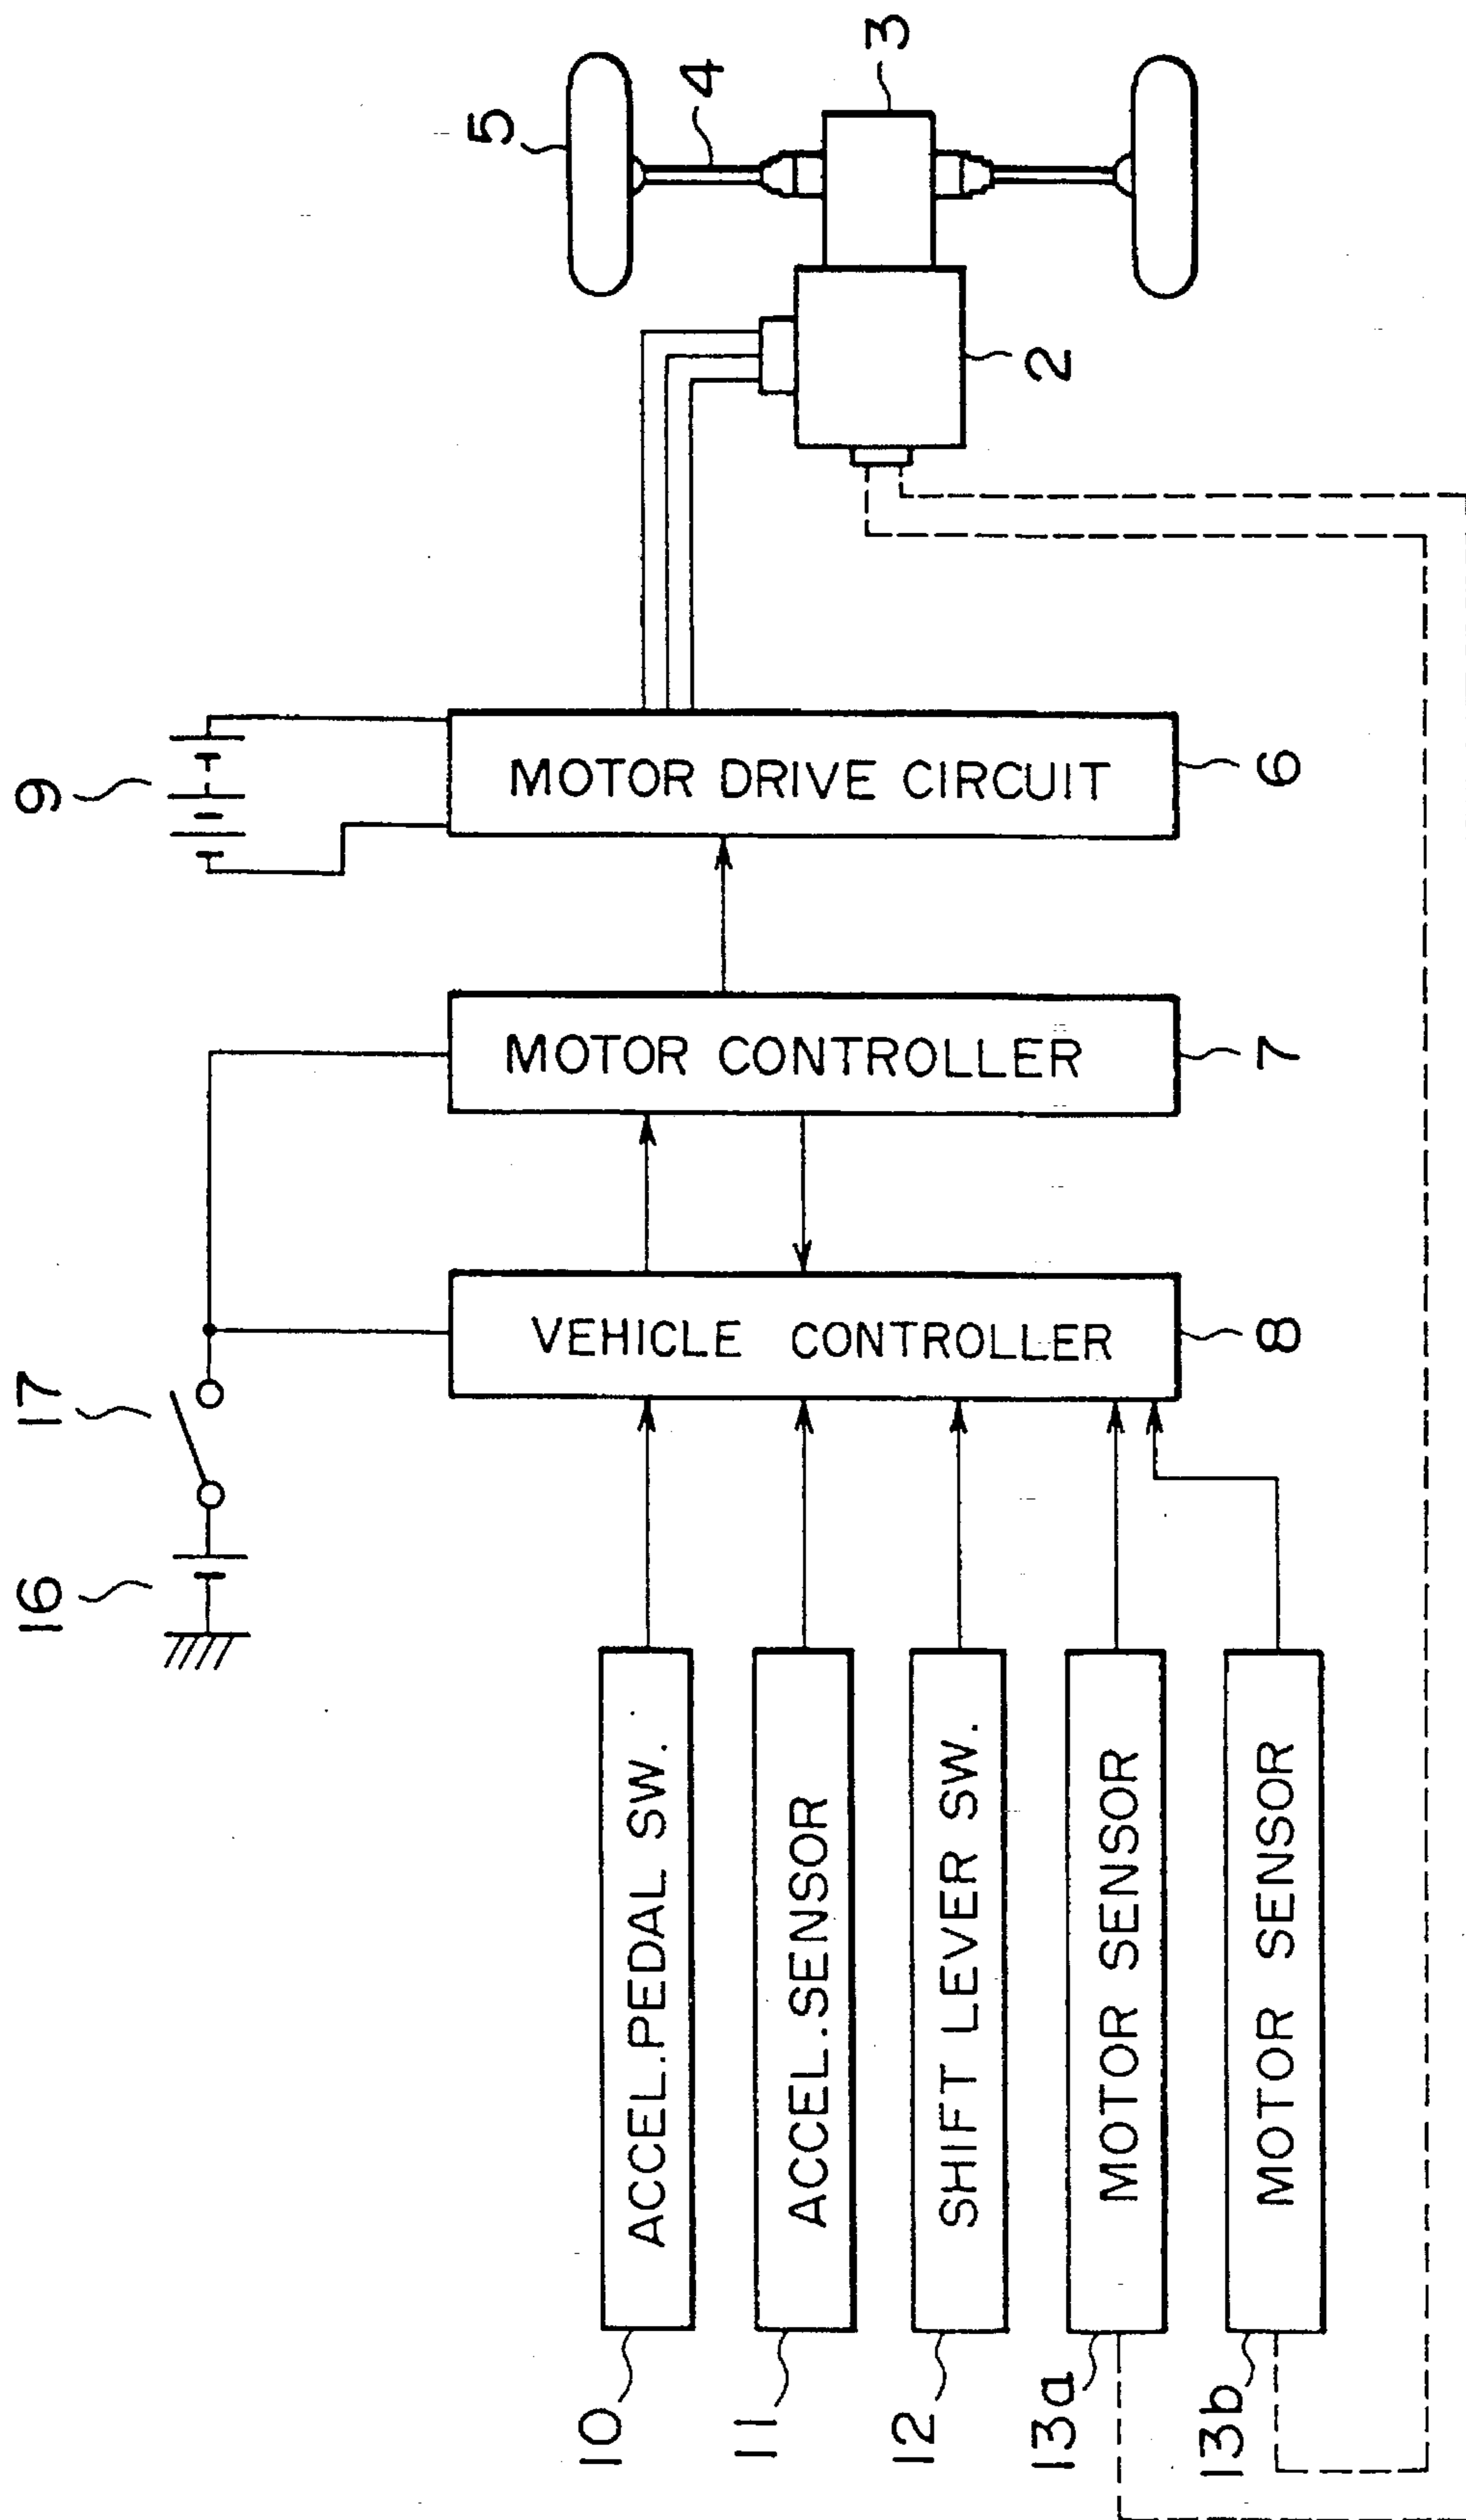 16
17
9
5
4
3
2
MOTOR DRIVE CIRCUIT
6
MOTOR CONTROLLER
7
VEHICLE CONTROLLER
8
10
ACCEL.PEDAL SW.
11
ACCEL.SENSOR
12
SHIFT LEVER SW.
13a
MOTOR SENSOR
13b
MOTOR SENSOR